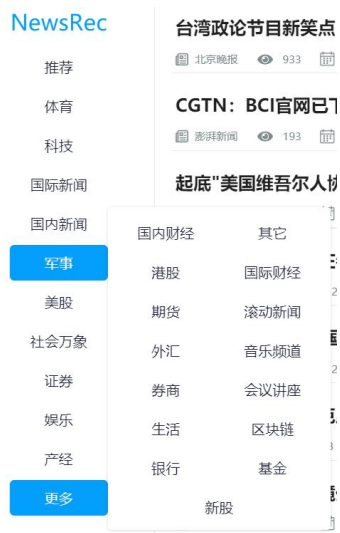 NewsRec
推荐
体育
科技
国际新闻
国内新闻
军事
美股
社会万象
证券
娱乐
产经
更多
台湾政论节目新笑点
北京晚报 933
CGTN：BCI官网已
澎湃新闻 193
起底"美国维吾尔人
国内财经 其它
港股 国际财经
期货 滚动新闻
外汇 音乐频道
券商 会议讲座
生活 区块链
银行 基金
新股